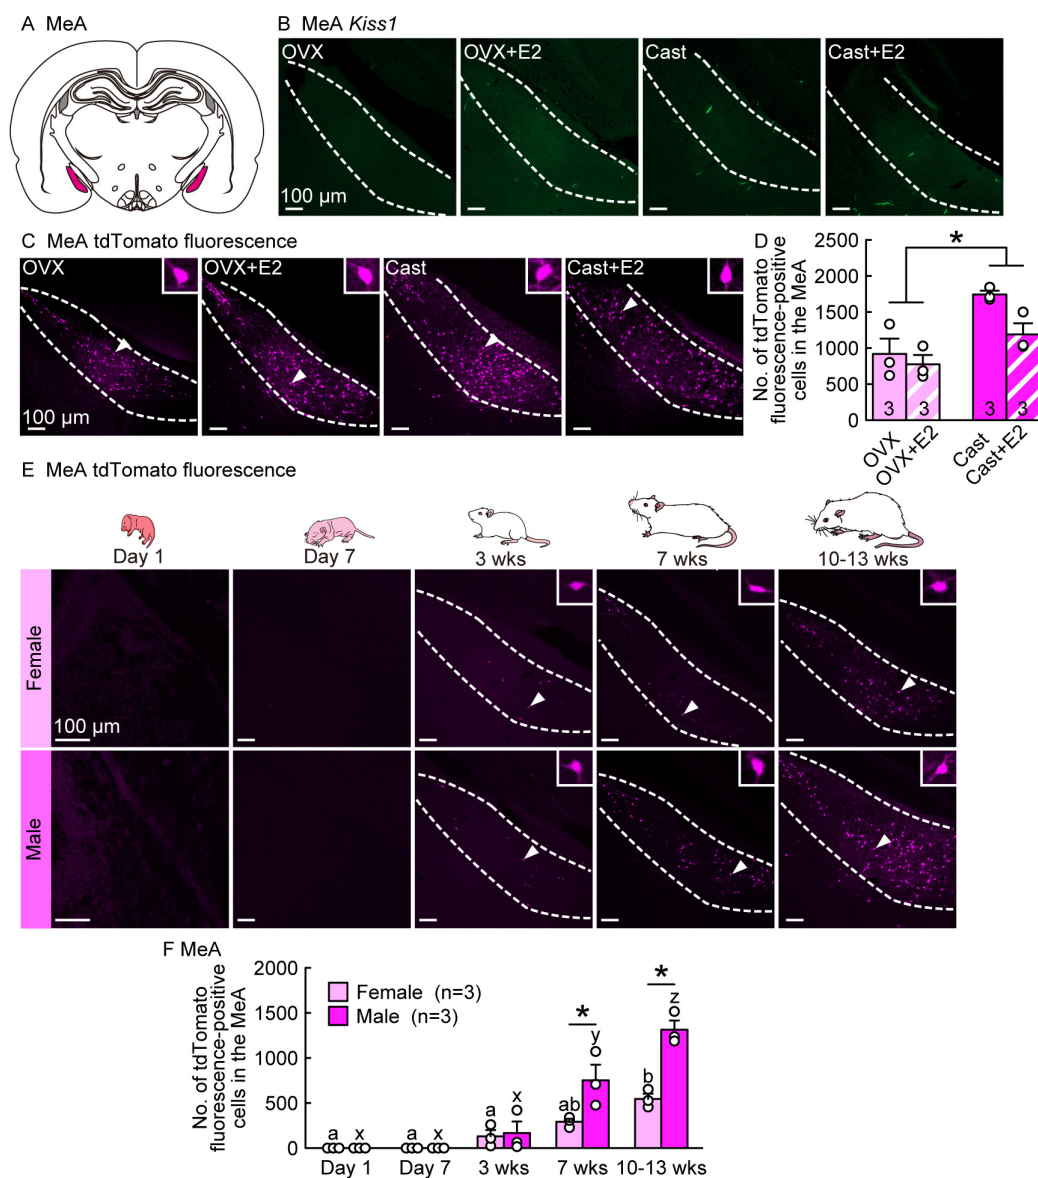 A MeA
B MeA Kiss1
OVX
OVX+E2
Cast
Cast+E2
100 µm
C MeA tdTomato fluorescence
OVX
OVX+E2
Cast
Cast+E2
100 µm
D
No. of tdTomato
fluorescence-positive
cells in the MeA
2500
2000
1500
1000
500
0
*
3
3
3
3
OVX
OVX+E2
Cast
Cast+E2
E MeA tdTomato fluorescence
Day 1
Day 7
3 wks
7 wks
10-13 wks
Female
100 µm
Male
F MeA
No. of tdTomato
fluorescence-positive
cells in the MeA
2000
1500
1000
500
0
Female (n=3)
Male (n=3)
a
x
a
x
a
x
ab
y
*
b
z
*
Day 1
Day 7
3 wks
7 wks
10-13 wks